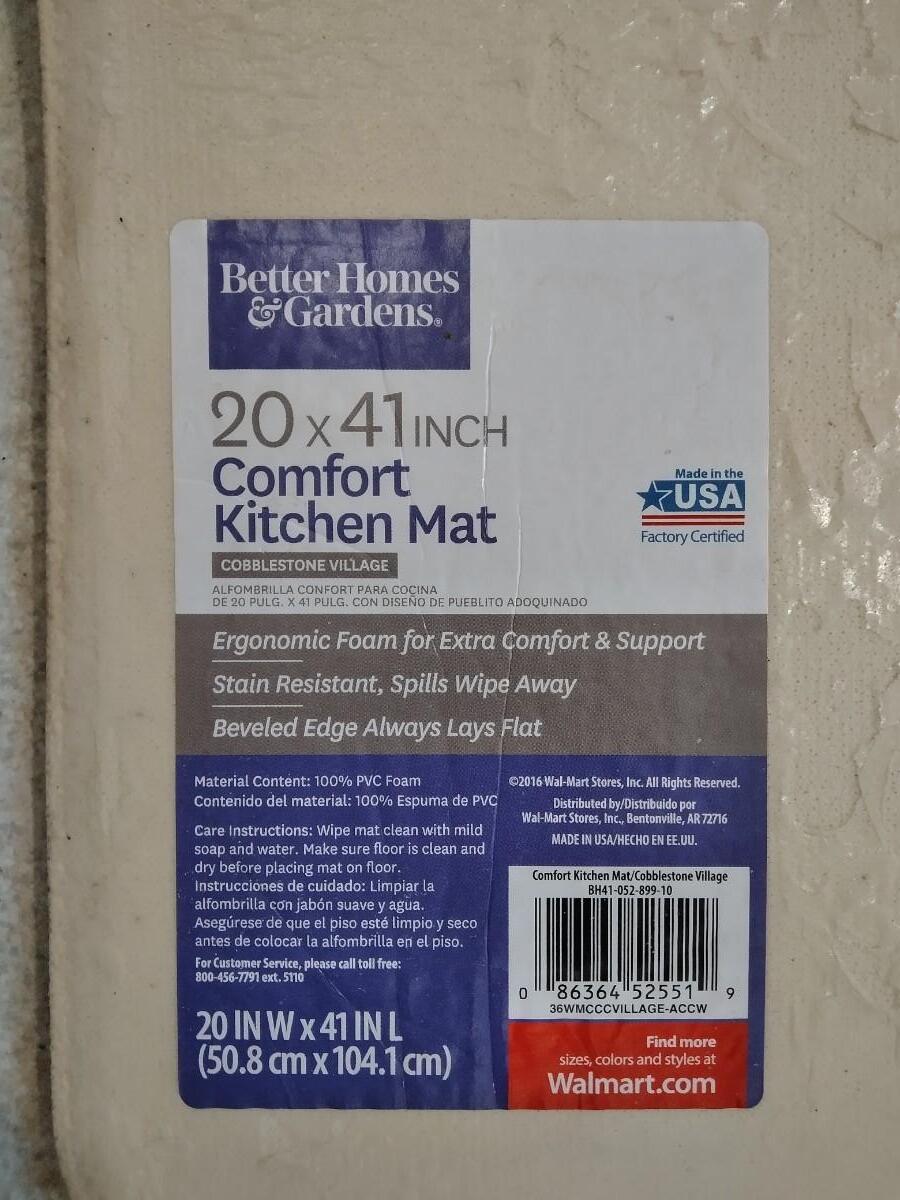 Better Homes
& Gardens®
20 x 41 INCH
Comfort
Kitchen Mat
COBBLESTONE VILLAGE
ALFOMBRILLA CONFORT PARA COCINA
DE 20 PULG. X 41 PULG. CON DISEÑO DE PUEBLITO ADOQUINADO
Made in the
USA
Factory Certified
Ergonomic Foam for Extra Comfort & Support
Stain Resistant, Spills Wipe Away
Beveled Edge Always Lays Flat
Material Content: 100% PVC Foam
Contenido del material: 100% Espuma de PVC
Care Instructions: Wipe mat clean with mild
soap and water. Make sure floor is clean and
dry before placing mat on floor.
Instrucciones de cuidado: Limpiar la
alfombrilla con jabón suave y agua.
Asegúrese de que el piso esté limpio y seco
antes de colocar la alfombrilla en el piso.
For Customer Service, please call toll free:
800-456-7791 ext. 5110
20 IN W x 41 IN L
(50.8 cm x 104.1 cm)
©2016 Wal-Mart Stores, Inc. All Rights Reserved.
Distributed by/Distribuido por
Wal-Mart Stores, Inc., Bentonville, AR 72716
MADE IN USA/HECHO EN EE.UU.
Comfort Kitchen Mat/Cobblestone Village
BH41-052-899-10
0 86364 52551 9
36WMCCCVILLAGE-ACCW
Find more
sizes, colors and styles at
Walmart.com